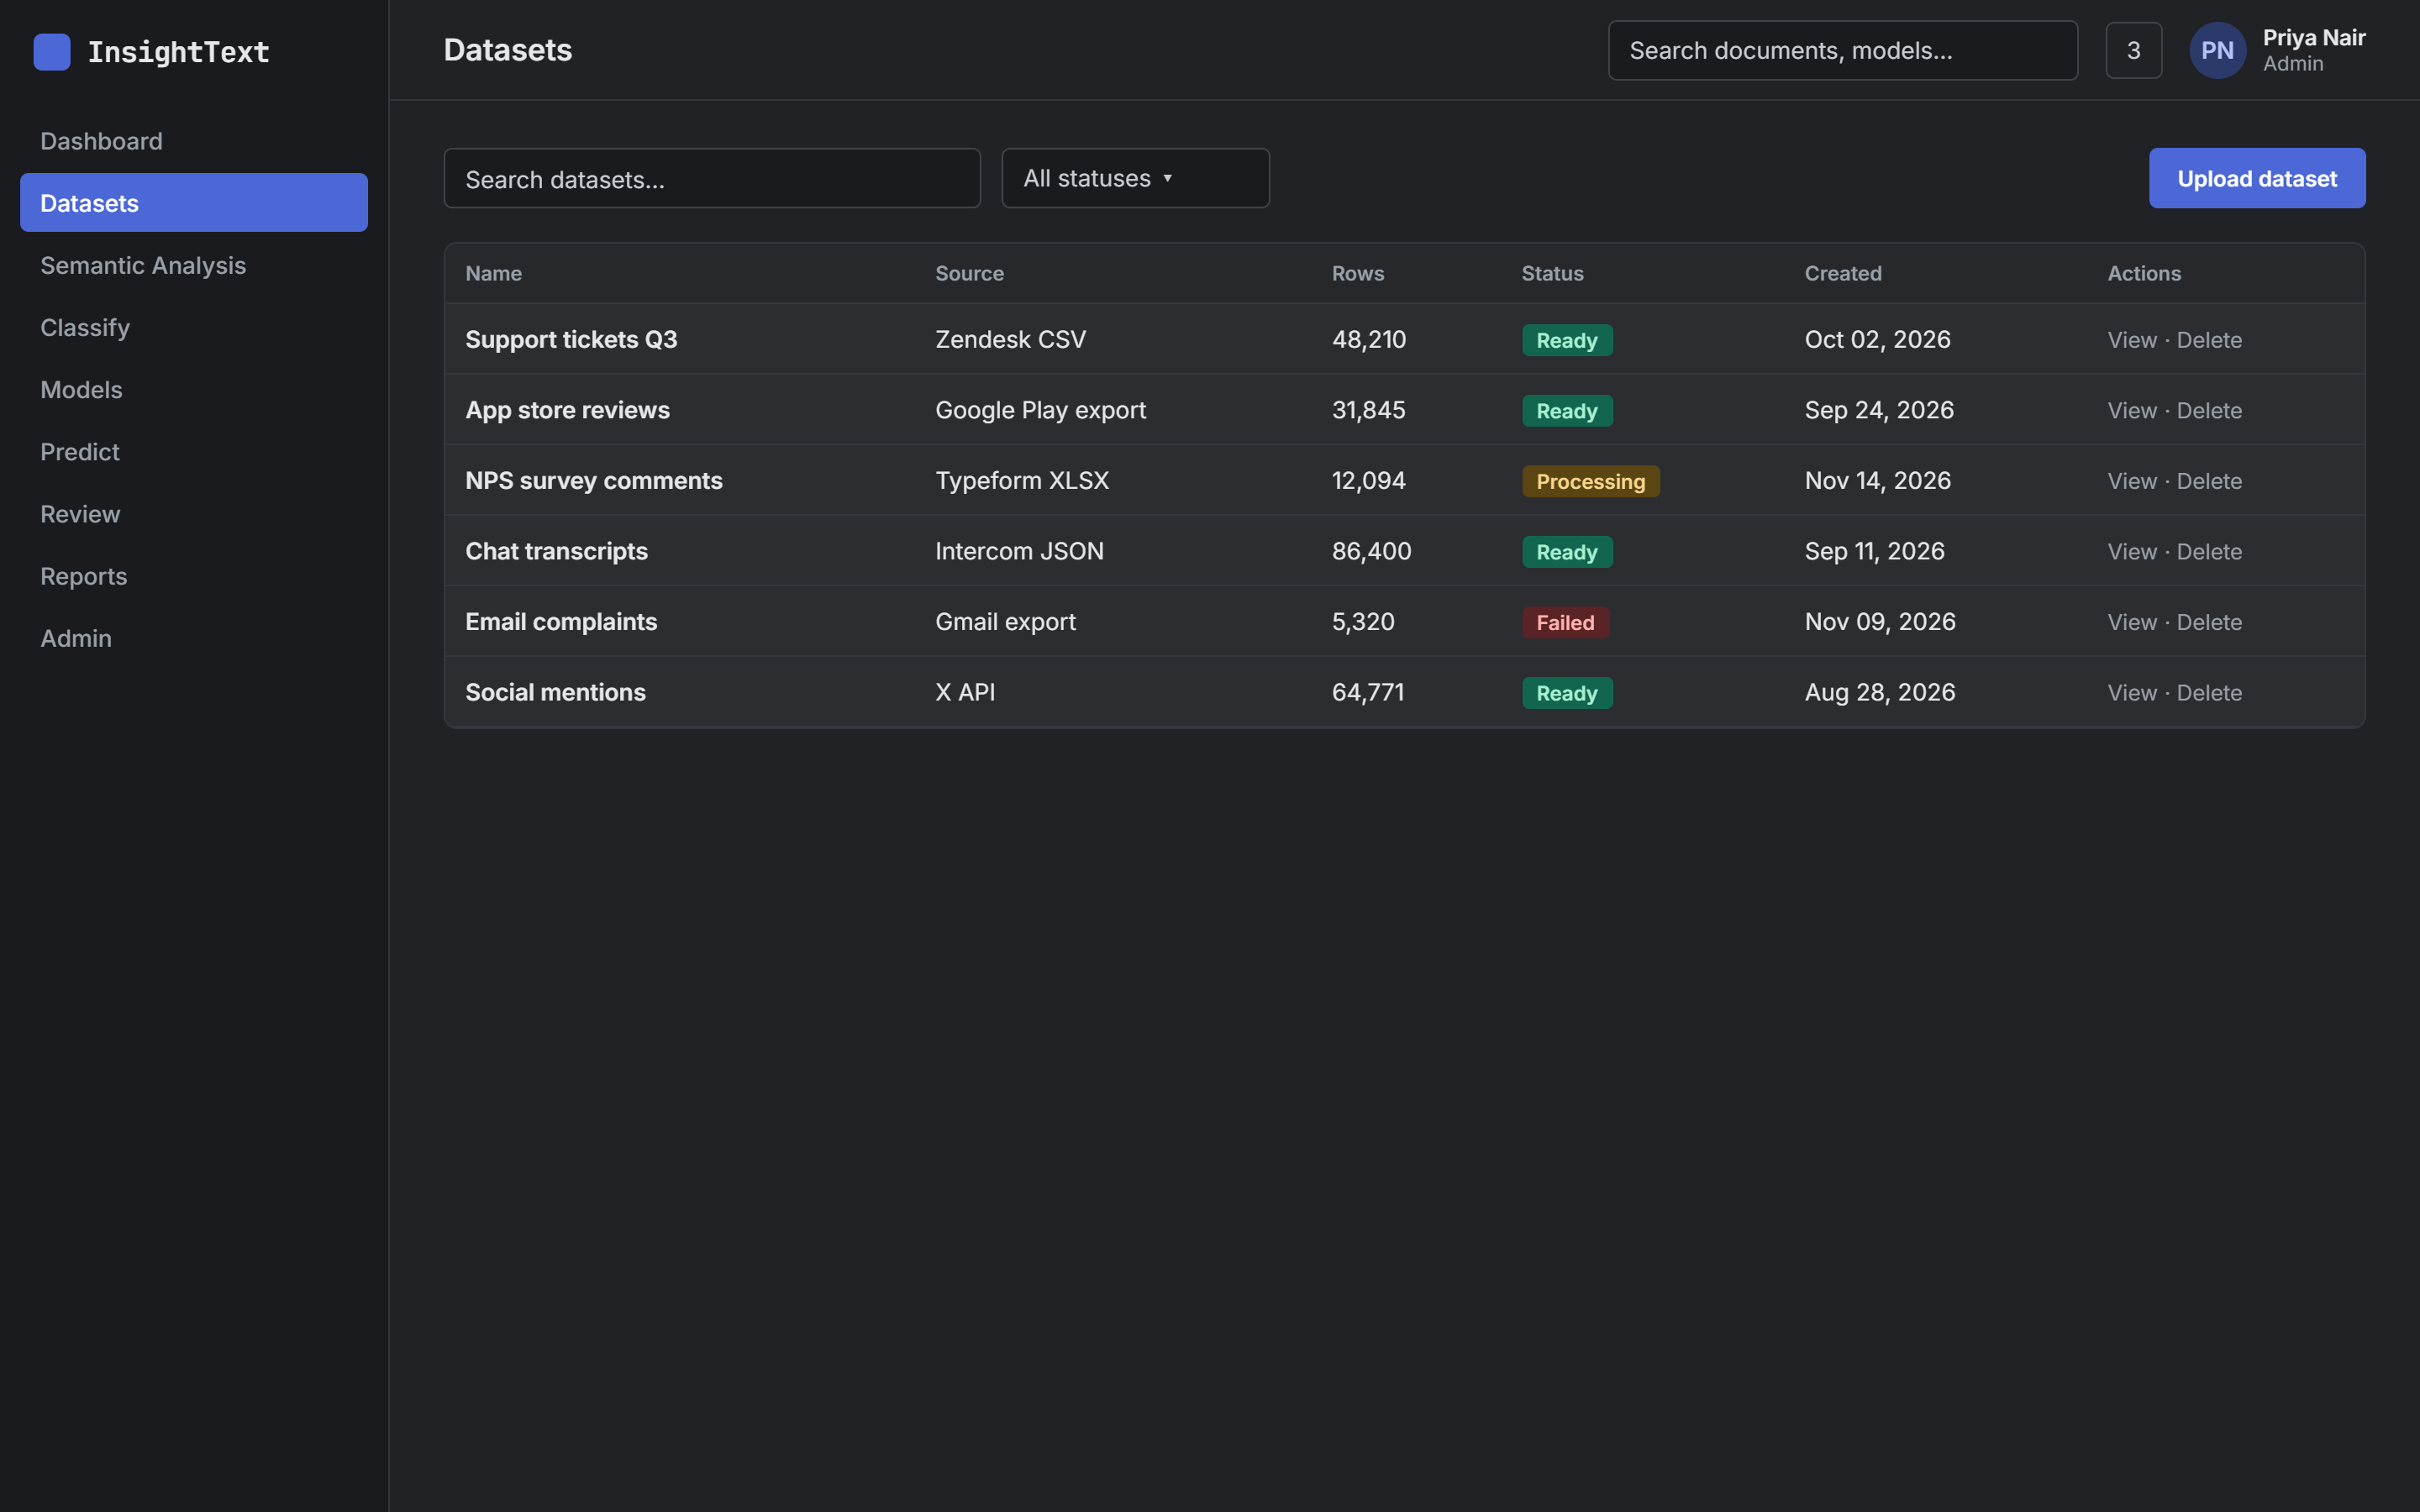 InsightText
Dashboard
Datasets
Semantic Analysis
Classify
Models
Predict
Review
Reports
Admin
Datasets
Search documents, models...
3
PN
Priya Nair
Admin
Search datasets...
All statuses ▾
Upload dataset
Name Source Rows Status Created Actions
Support tickets Q3 Zendesk CSV 48,210 Ready Oct 02, 2026 View · Delete
App store reviews Google Play export 31,845 Ready Sep 24, 2026 View · Delete
NPS survey comments Typeform XLSX 12,094 Processing Nov 14, 2026 View · Delete
Chat transcripts Intercom JSON 86,400 Ready Sep 11, 2026 View · Delete
Email complaints Gmail export 5,320 Failed Nov 09, 2026 View · Delete
Social mentions X API 64,771 Ready Aug 28, 2026 View · Delete